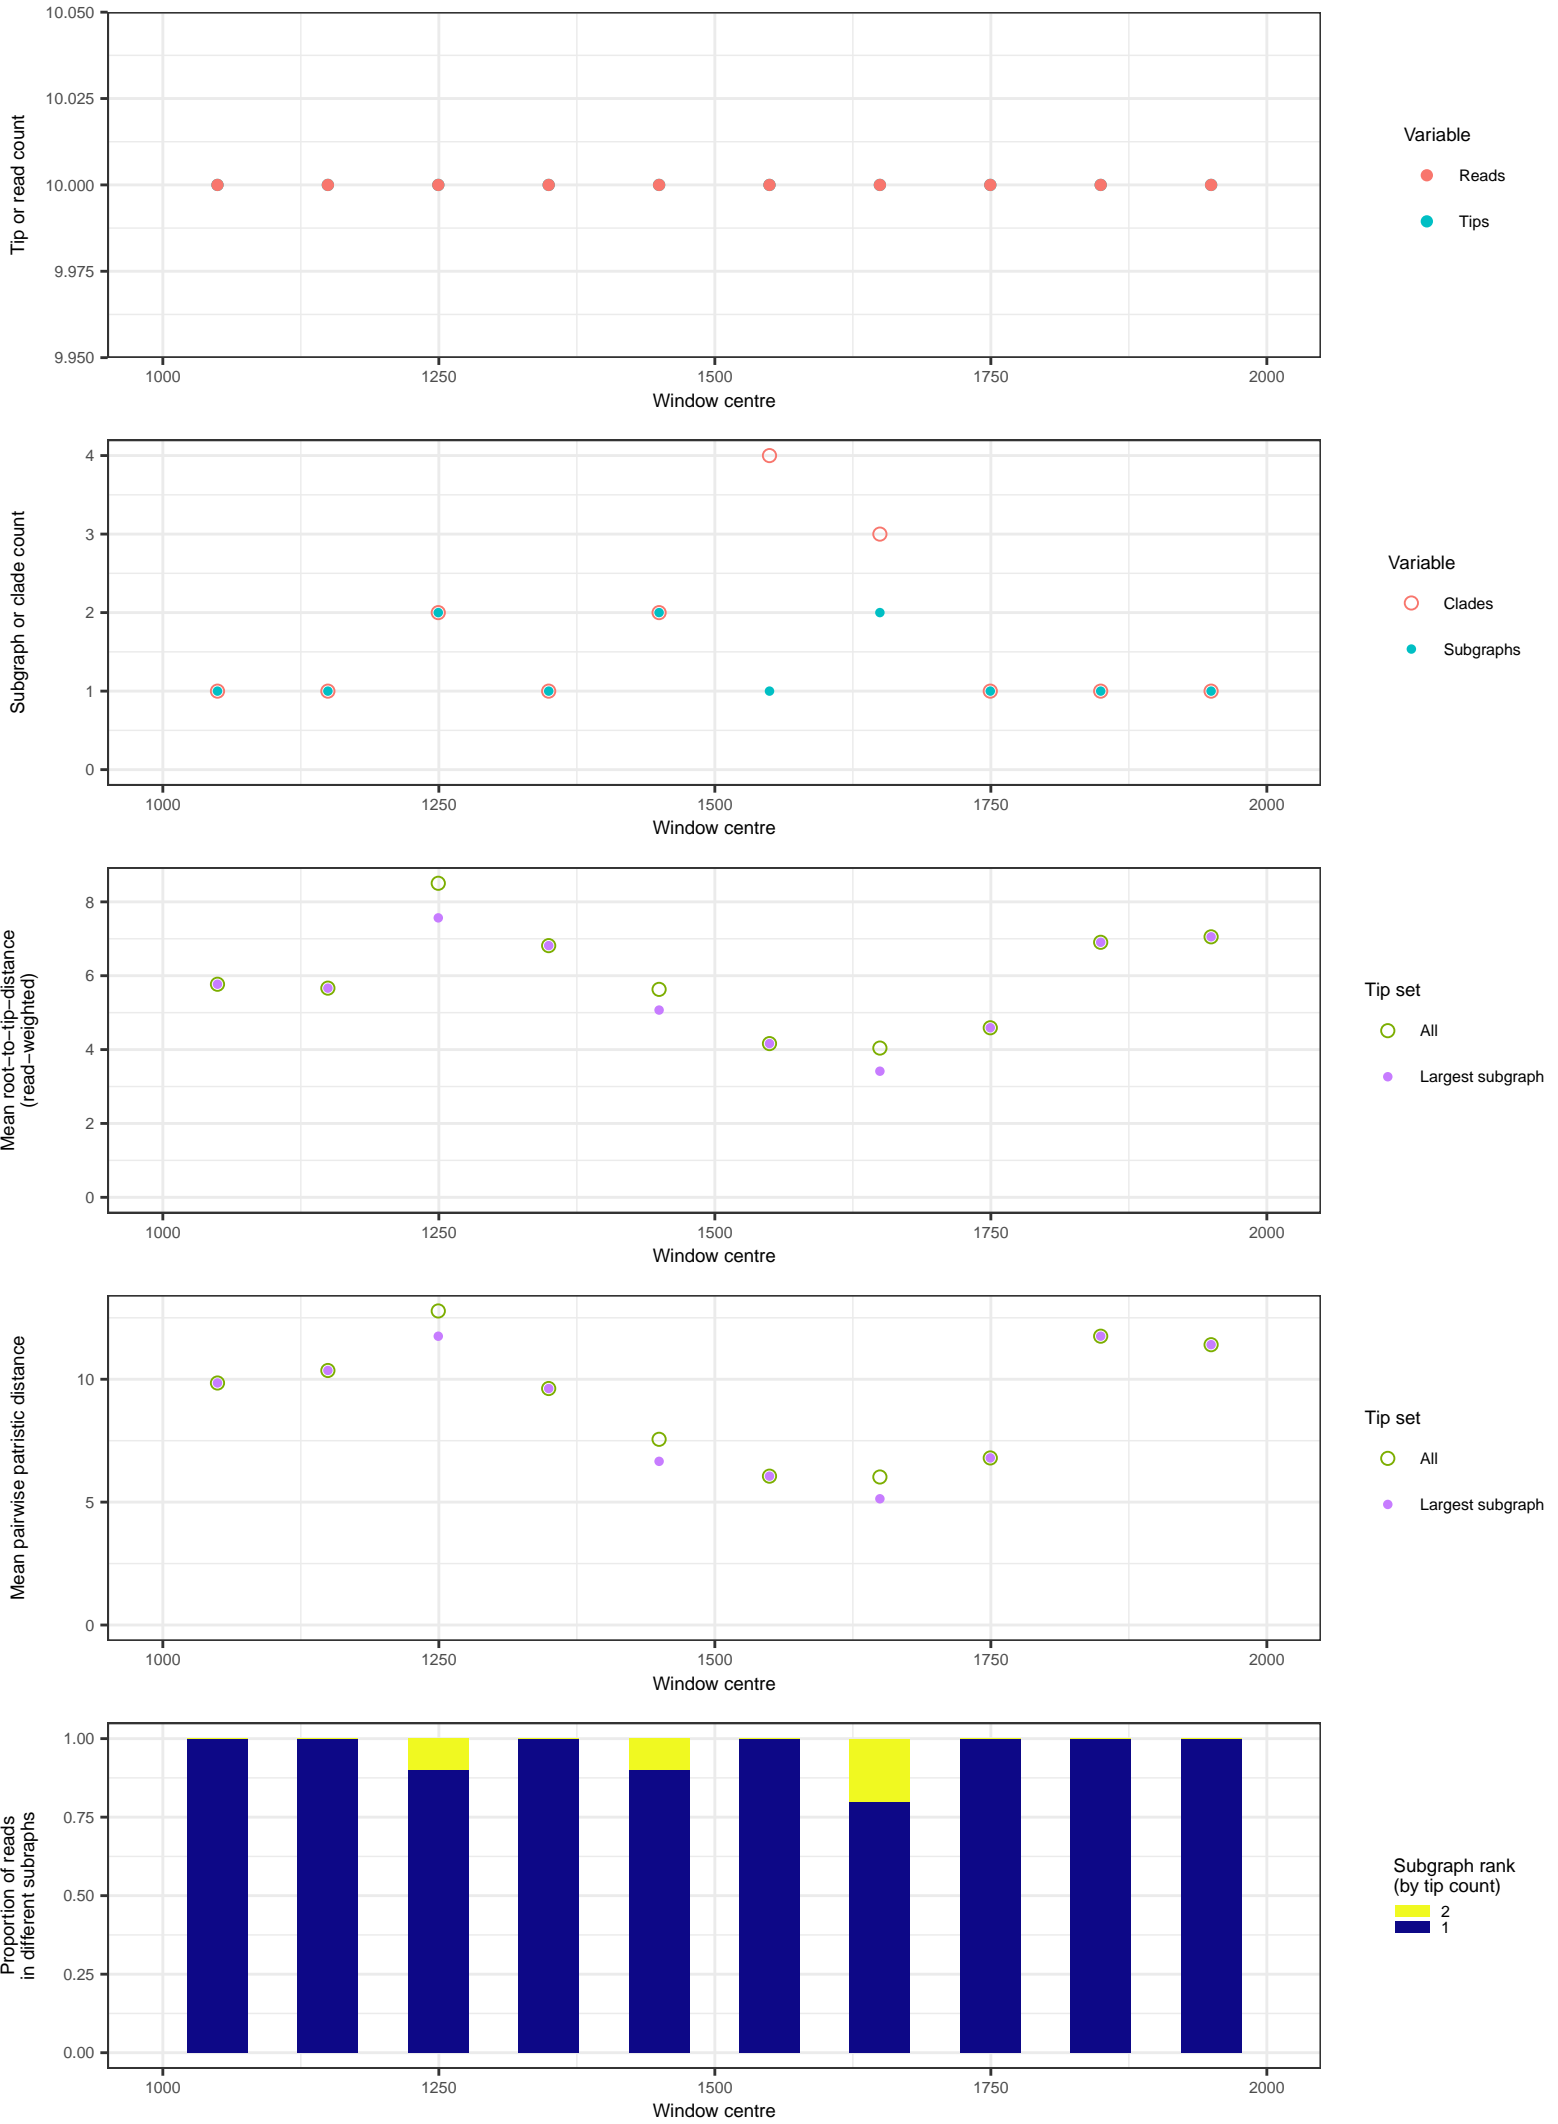 10.050
10.025
10.000
9.975
9.950
Tip or read count
1000 1250 1500 1750 2000
Window centre
Variable
Reads
Tips
4
3
2
1
0
Subgraph or clade count
1000 1250 1500 1750 2000
Window centre
Variable
Clades
Subgraphs
8
6
4
2
0
Mean root−to−tip−distance
(read−weighted)
1000 1250 1500 1750 2000
Window centre
Tip set
All
Largest subgraph
10
5
0
Mean pairwise patristic distance
1000 1250 1500 1750 2000
Window centre
Tip set
All
Largest subgraph
1.00
0.75
0.50
0.25
0.00
Proportion of reads
in different subraphs
1000 1250 1500 1750 2000
Window centre
Subgraph rank
(by tip count)
2
1